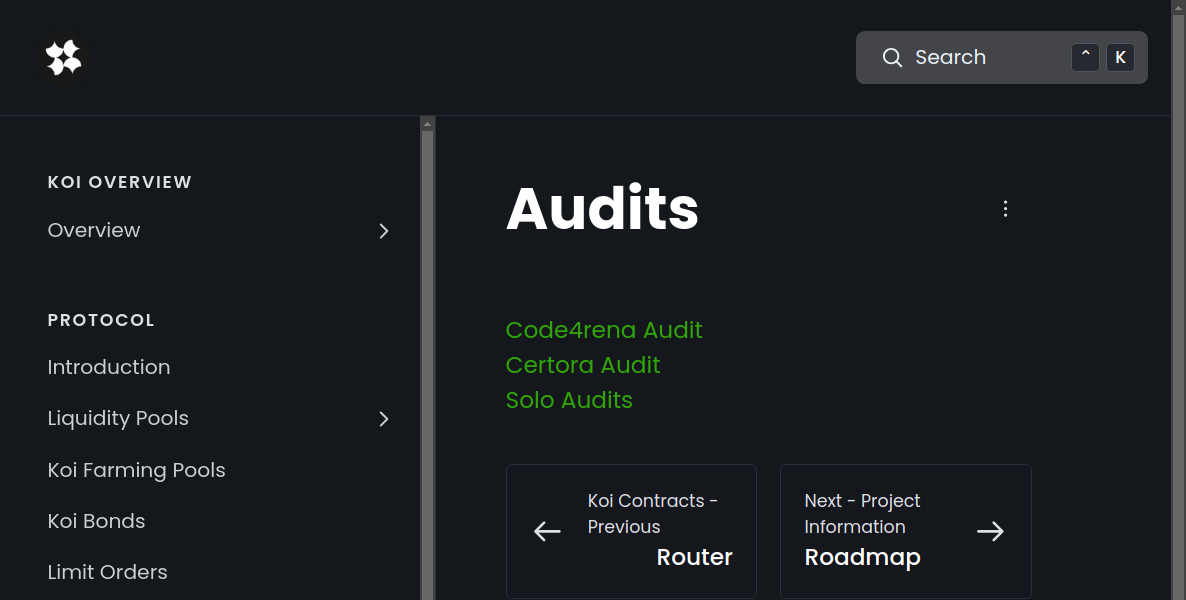 Search ^ K
KOI OVERVIEW
Overview
PROTOCOL
Introduction
Liquidity Pools
Koi Farming Pools
Koi Bonds
Limit Orders
Audits
Code4rena Audit
Certora Audit
Solo Audits
Koi Contracts -
Previous
Router
Next - Project
Information
Roadmap